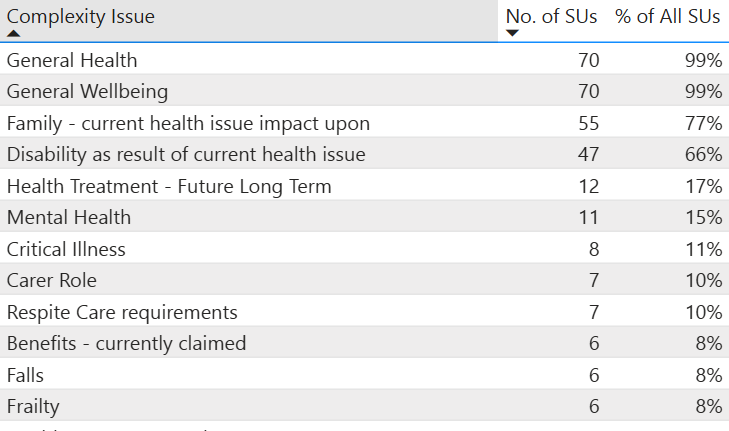 Complexity Issue No. of SUs % of All SUs
General Health 70 99%
General Wellbeing 70 99%
Family - current health issue impact upon 55 77%
Disability as result of current health issue 47 66%
Health Treatment - Future Long Term 12 17%
Mental Health 11 15%
Critical Illness 8 11%
Carer Role 7 10%
Respite Care requirements 7 10%
Benefits - currently claimed 6 8%
Falls 6 8%
Frailty 6 8%